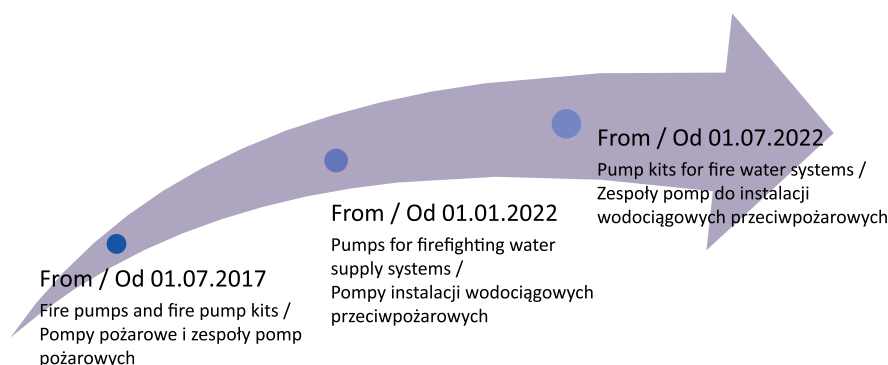 From / Od 01.07.2017
Fire pumps and fire pump kits /
Pompy pożarowe i zespoły pomp
pożarowych
From / Od 01.01.2022
Pumps for firefighting water
supply systems /
Pompy instalacji wodociągowych
przeciwpożarowych
From / Od 01.07.2022
Pump kits for fire water systems /
Zespoły pomp do instalacji
wodociągowych przeciwpożarowych